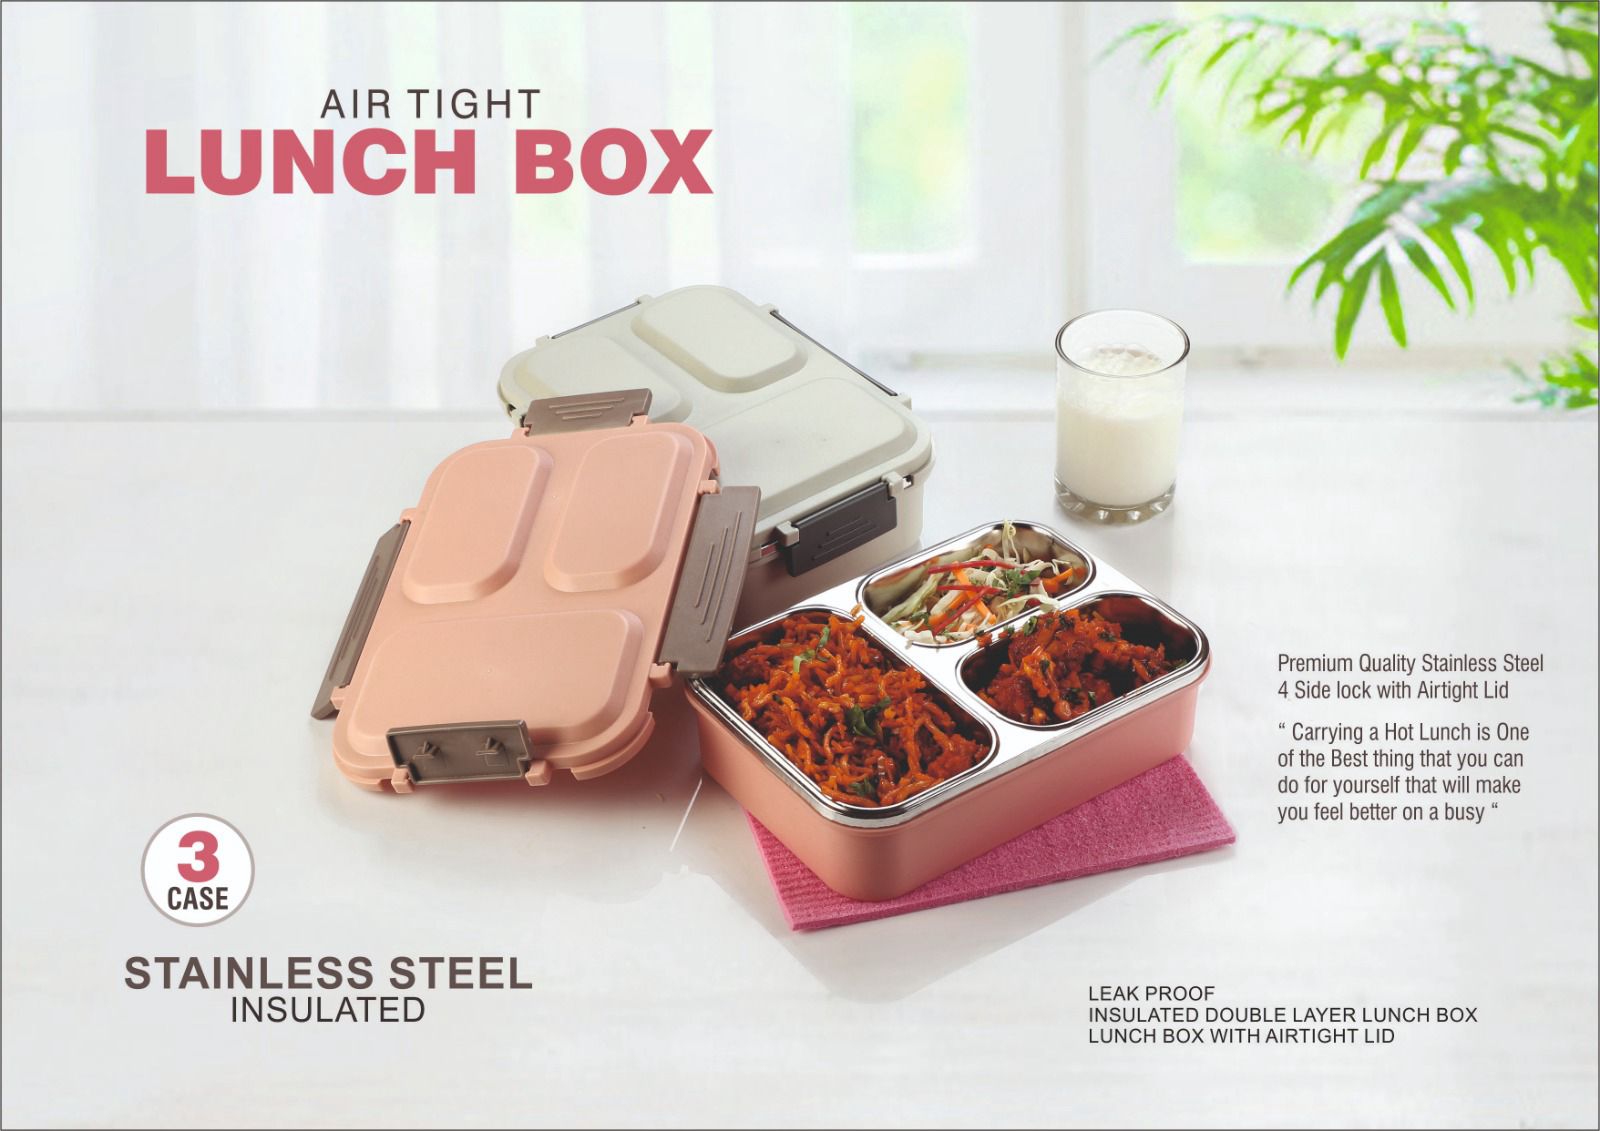 AIR TIGHT
LUNCH BOX
Premium Quality Stainless Steel
4 Side lock with Airtight Lid
“ Carrying a Hot Lunch is One
of the Best thing that you can
do for yourself that will make
you feel better on a busy “
3
CASE
STAINLESS STEEL
INSULATED
LEAK PROOF
INSULATED DOUBLE LAYER LUNCH BOX
LUNCH BOX WITH AIRTIGHT LID